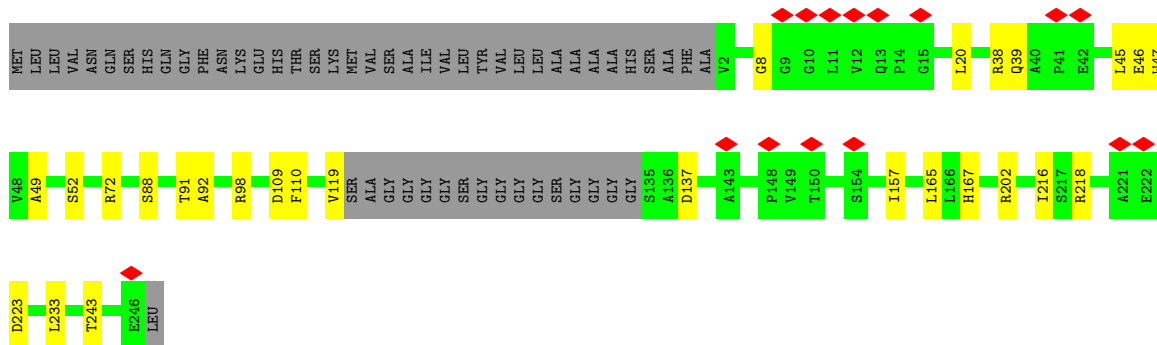 MET
LEU
LEU
VAL
ASN
GLN
SER
HIS
GLN
GLY
PHE
ASN
LYS
GLU
HIS
THR
SER
LYS
MET
VAL
SER
ALA
ILE
VAL
LEU
TYR
VAL
LEU
LEU
ALA
ALA
ALA
ALA
HIS
SER
ALA
PHE
ALA
V2
G8
G9
G10
L11
V12
Q13
P14
G15
L20
R38
Q39
A40
P41
E42
L45
E46
V48
A49
S52
R72
S88
T91
A92
R98
D109
F110
V119
SER
ALA
GLY
GLY
GLY
GLY
SER
GLY
GLY
GLY
GLY
SER
GLY
GLY
GLY
GLY
S135
A136
D137
A143
P148
V149
T150
S154
I157
L165
L166
H167
R202
I216
S217
R218
A221
E222
D223
L233
T243
E246
LEU